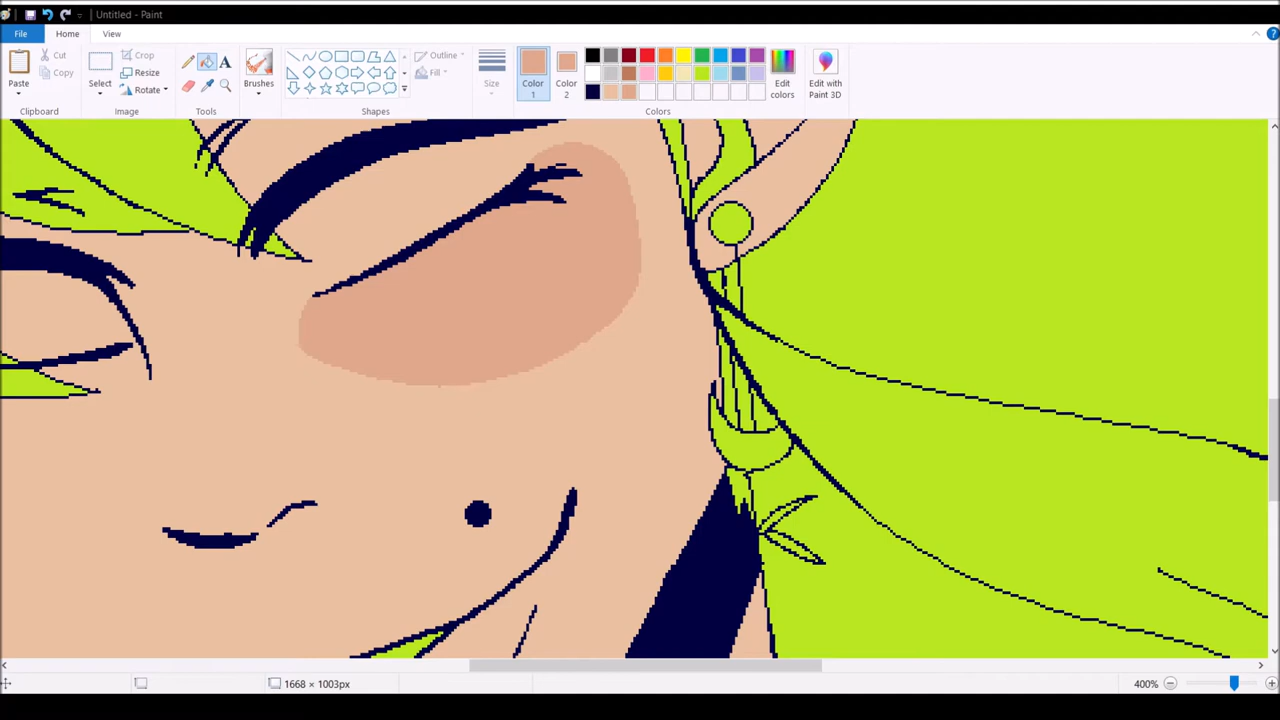 Untitled - Paint
File
Home
View
Paste
Cut
Copy
Clipboard
Select
Crop
Resize
Rotate
Image
A
Tools
Brushes
Outline
Fill
Shapes
Size
Color
1
Color
2
Edit
colors
Edit with
Paint 3D
Colors
1668 × 1003px
400%